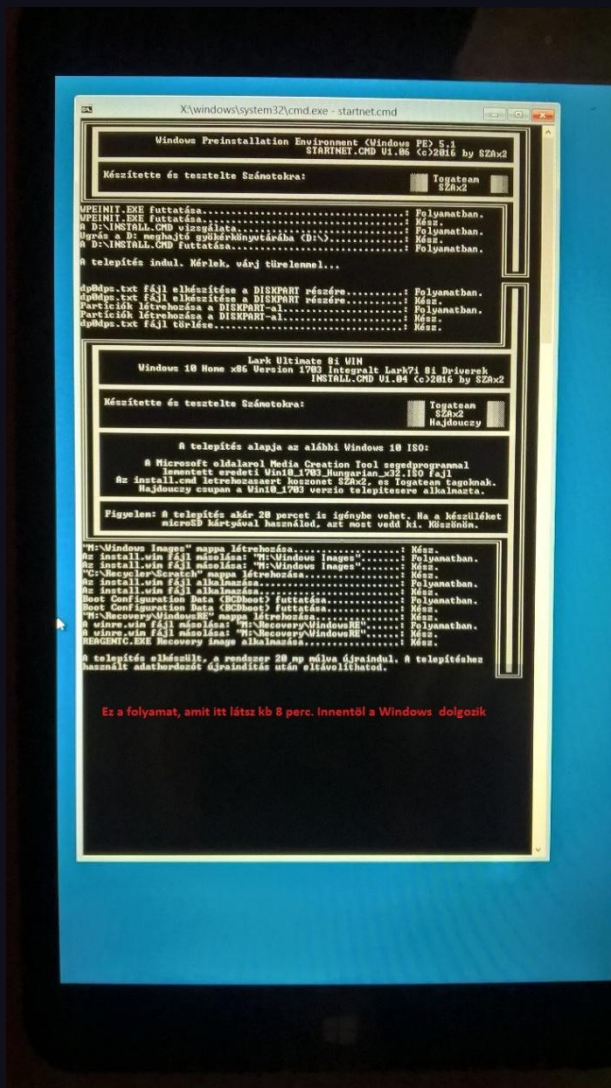 X:\windows\system32\cmd.exe - startnet.cmd
Windows Preinstallation Environment (Windows PE) 5.1
STARTNET.CMD V1.06 (c)2016 by SZAx2
Készítette és tesztelte Számotokra:
Togateam
SZAx2
WPEINIT.EXE futtatása...............................................: Folyamatban.
WPEINIT.EXE futtatása...............................................: Kész.
A D:\INSTALL.CMD vizsgálata.........................................: Folyamatban.
Ugrás a D: meghajtó gyökérkönyvtárába (D:\).........................: Kész.
A D:\INSTALL.CMD futtatása..........................................: Folyamatban.
A telepítés indul. Kérlek, várj türelemmel...
dp0dps.txt fájl elkészítése a DISKPART részére.........: Folyamatban.
dp0dps.txt fájl elkészítése a DISKPART részére.........: Kész.
Partíciók létrehozása a DISKPART-al....................: Folyamatban.
Partíciók létrehozása a DISKPART-al....................: Kész.
dp0dps.txt fájl törlése................................: Kész.
Lark Ultimate 8i WIN
Windows 10 Home x86 Version 1703 Integralt Lark7i 8i Driverek
INSTALL.CMD V1.04 (c)2016 by SZAx2
Készítette és tesztelte Számotokra:
Togateam
SZAx2
Hajdouczy
A telepítés alapja az alábbi Windows 10 ISO:
A Microsoft oldalarol Media Creation Tool segedprogrammal
lementett eredeti Win10_1703_Hungarian_x32.ISO fajl
Az install.cmd letrehozasaert koszonet SZAx2, es Togateam tagoknak.
Hajdouczy csupan a Win10_1703 verzio telepitesere alkalmazta.
Figyelem: A telepítés akár 20 percet is igénybe vehet. Ha a készüléket
microSD kártyával használod, azt most vedd ki. Köszönöm.
"M:\Windows Images" mappa létrehozása..................: Kész.
Az install.wim fájl másolása: "M:\Windows Images"......: Folyamatban.
Az install.wim fájl másolása: "M:\Windows Images"......: Kész.
"C:\Recycler\Scratch" mappa létrehozása................: Kész.
Az install.wim fájl alkalmazása........................: Folyamatban.
Az install.wim fájl alkalmazása........................: Kész.
Boot Configuration Data (BCDboot) futtatása............: Folyamatban.
Boot Configuration Data (BCDboot) futtatása............: Kész.
"M:\Recovery\WindowsRE" mappa létrehozása..............: Kész.
A winre.wim fájl másolása: "M:\Recovery\WindowsRE".....: Folyamatban.
A winre.wim fájl másolása: "M:\Recovery\WindowsRE".....: Kész.
REAGENTC.EXE Recovery image alkalmazása................: Kész.
A telepítés elkészült, a rendszer 20 mp múlva újraindul. A telepítéshez
használt adathordozót újraindítás után eltávolíthatod.
Ez a folyamat, amit itt látsz kb 8 perc. Innentöl a Windows dolgozik